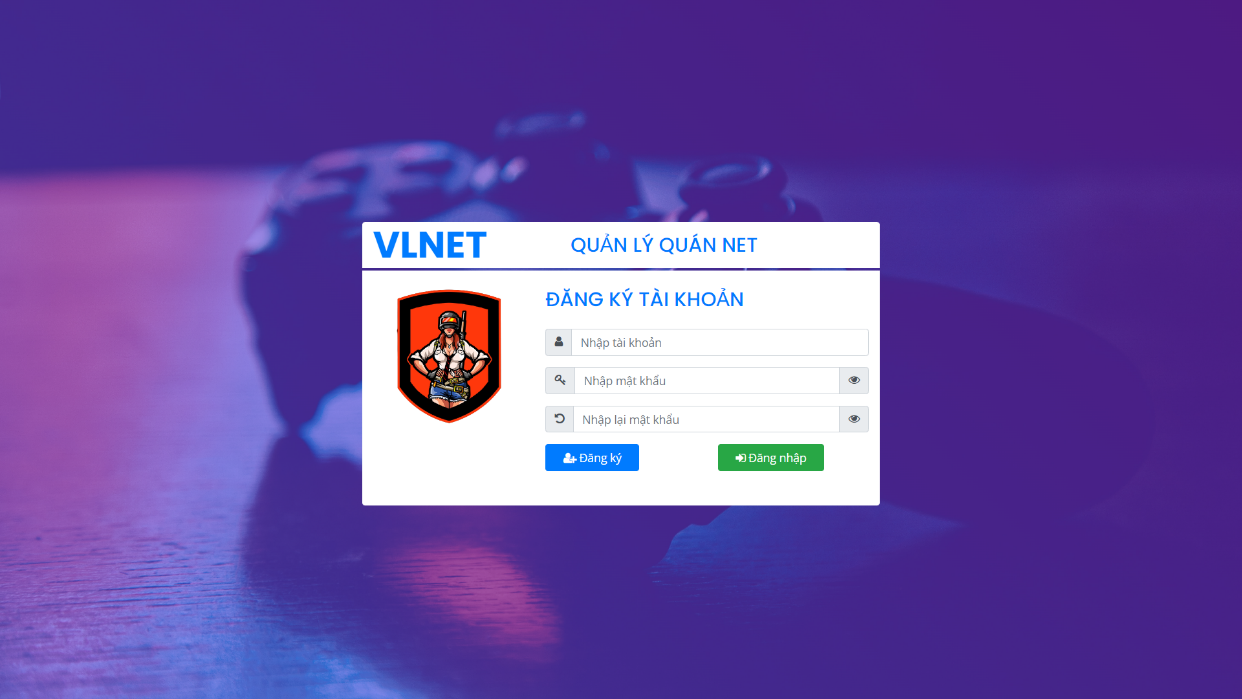 VLNET
QUẢN LÝ QUÁN NET
ĐĂNG KÝ TÀI KHOẢN
Nhập tài khoản
Nhập mật khẩu
Nhập lại mật khẩu
Đăng ký
Đăng nhập